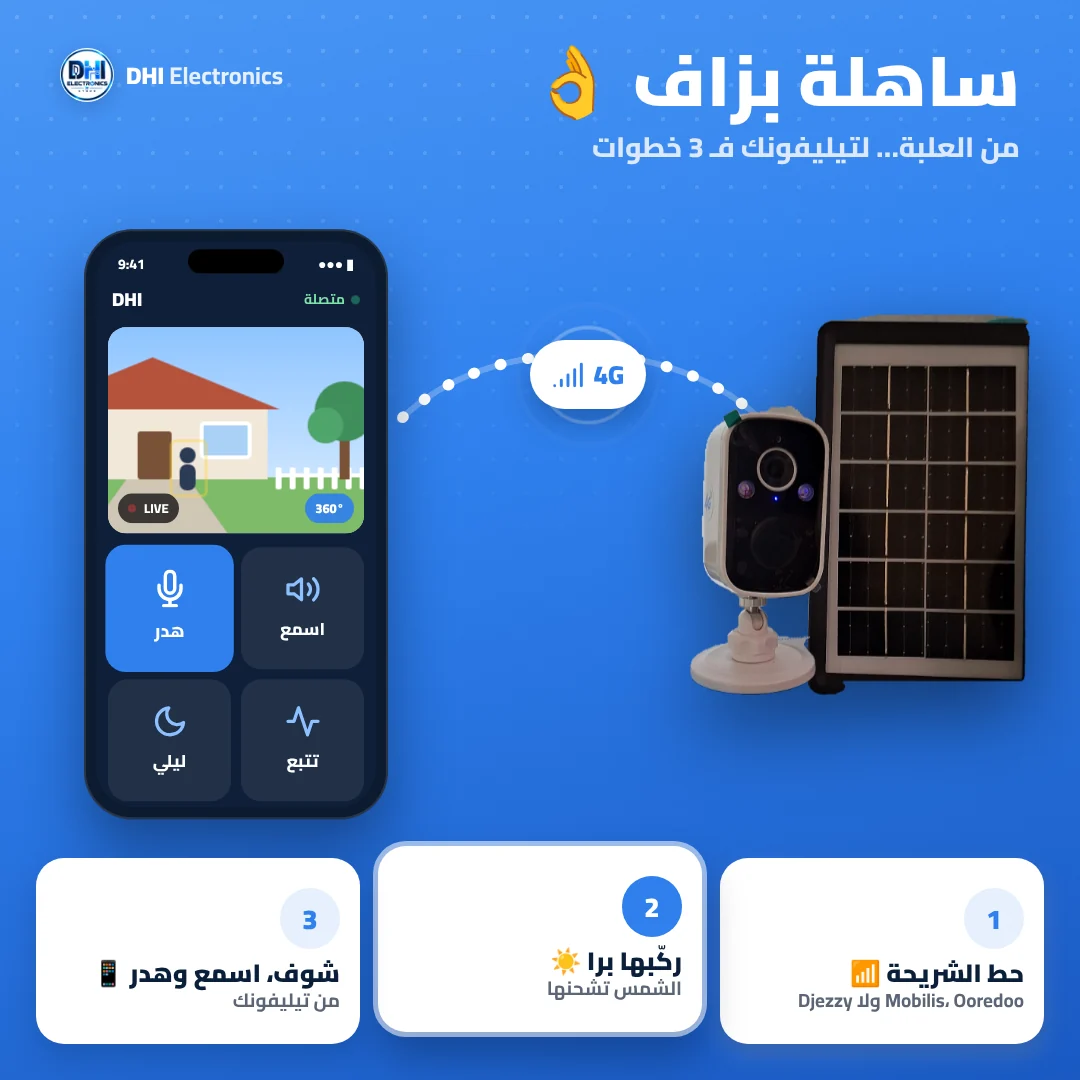 DHI Electronics
ساهلة بزاف 👌
من العلبة... لتيليفونك فـ 3 خطوات
9:41
DHI
متصلة
LIVE
360°
هدر
اسمع
ليلي
تتبع
4G
1
حط الشريحة 📶
Mobilis، Ooredoo ولا Djezzy
2
ركّبها برا ☀️
الشمس تشحنها
3
شوف، اسمع وهدر 📱
من تيليفونك